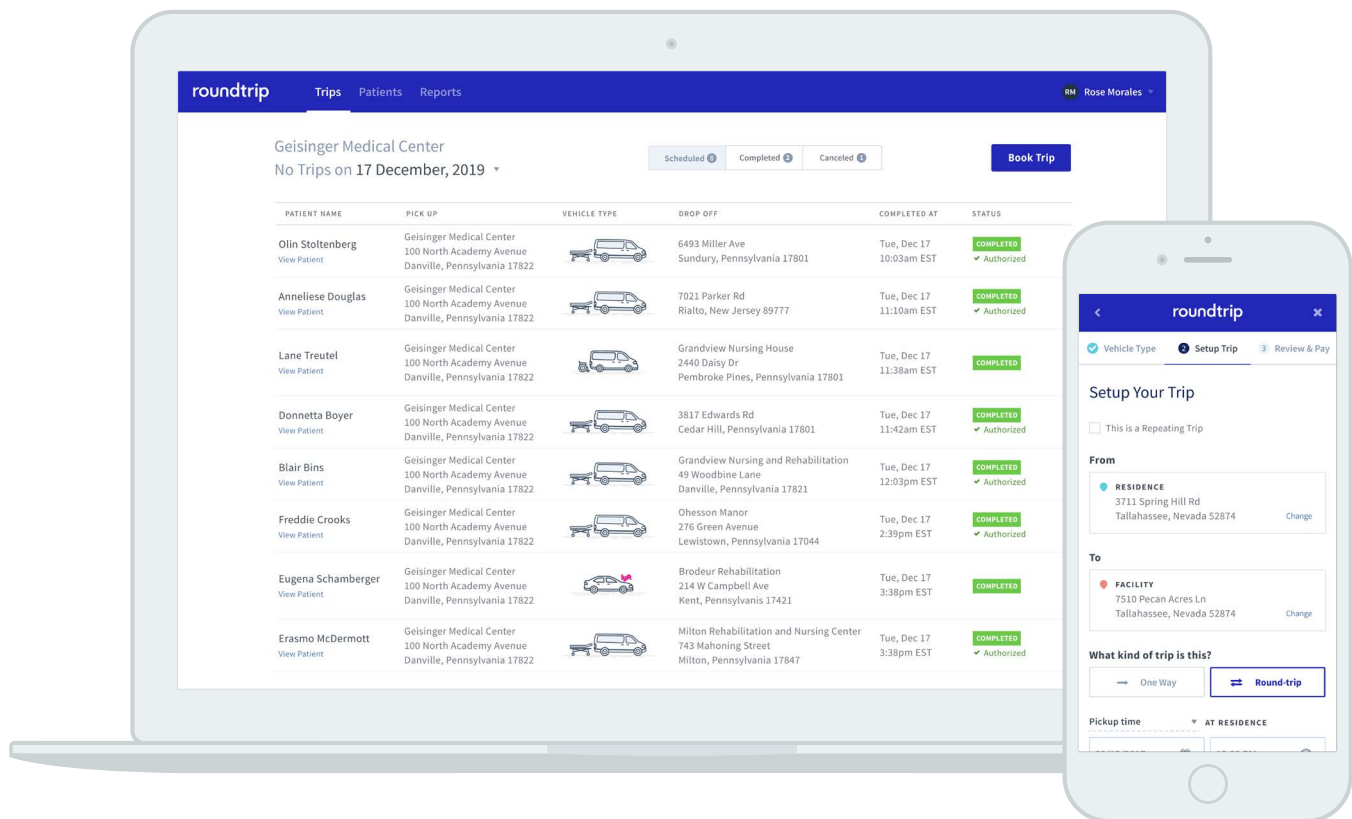 roundtrip
Trips Patients Reports
RM Rose Morales
Geisinger Medical Center
No Trips on 17 December, 2019
Scheduled Completed 2 Canceled 1
Book Trip
PATIENT NAME PICK UP VEHICLE TYPE DROP OFF COMPLETED AT STATUS
Olin Stoltenberg
View Patient
Geisinger Medical Center
100 North Academy Avenue
Danville, Pennsylvania 17822
6493 Miller Ave
Sundury, Pennsylvania 17801
Tue, Dec 17
10:03am EST
COMPLETED
Authorized
Anneliese Douglas
View Patient
Geisinger Medical Center
100 North Academy Avenue
Danville, Pennsylvania 17822
7021 Parker Rd
Rialto, New Jersey 89777
Tue, Dec 17
11:10am EST
COMPLETED
Authorized
Lane Treutel
View Patient
Geisinger Medical Center
100 North Academy Avenue
Danville, Pennsylvania 17822
Grandview Nursing House
2440 Daisy Dr
Pembroke Pines, Pennsylvania 17801
Tue, Dec 17
11:38am EST
COMPLETED
Donnetta Boyer
View Patient
Geisinger Medical Center
100 North Academy Avenue
Danville, Pennsylvania 17822
3817 Edwards Rd
Cedar Hill, Pennsylvania 17801
Tue, Dec 17
11:42am EST
COMPLETED
Authorized
Blair Bins
View Patient
Geisinger Medical Center
100 North Academy Avenue
Danville, Pennsylvania 17822
Grandview Nursing and Rehabilitation
49 Woodbine Lane
Danville, Pennsylvania 17821
Tue, Dec 17
12:03pm EST
COMPLETED
Authorized
Freddie Crooks
View Patient
Geisinger Medical Center
100 North Academy Avenue
Danville, Pennsylvania 17822
Ohesson Manor
276 Green Avenue
Lewistown, Pennsylvania 17044
Tue, Dec 17
2:39pm EST
COMPLETED
Authorized
Eugena Schamberger
View Patient
Geisinger Medical Center
100 North Academy Avenue
Danville, Pennsylvania 17822
lyft
Brodeur Rehabilitation
214 W Campbell Ave
Kent, Pennsylvanis 17421
Tue, Dec 17
3:38pm EST
COMPLETED
Erasmo McDermott
View Patient
Geisinger Medical Center
100 North Academy Avenue
Danville, Pennsylvania 17822
Milton Rehabilitation and Nursing Center
743 Mahoning Street
Milton, Pennsylvania 17847
Tue, Dec 17
3:38pm EST
COMPLETED
Authorized
roundtrip
Vehicle Type 2 Setup Trip 3 Review & Pay
Setup Your Trip
This is a Repeating Trip
From
RESIDENCE
3711 Spring Hill Rd
Tallahassee, Nevada 52874
Change
To
FACILITY
7510 Pecan Acres Ln
Tallahassee, Nevada 52874
Change
What kind of trip is this?
One Way Round-trip
Pickup time AT RESIDENCE